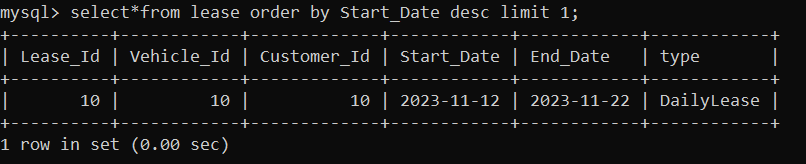 mysql> select*from lease order by Start_Date desc limit 1;
+----------+------------+-------------+------------+------------+------------+
| Lease_Id | Vehicle_Id | Customer_Id | Start_Date | End_Date   | type       |
+----------+------------+-------------+------------+------------+------------+
|       10 |         10 |          10 | 2023-11-12 | 2023-11-22 | DailyLease |
+----------+------------+-------------+------------+------------+------------+
1 row in set (0.00 sec)